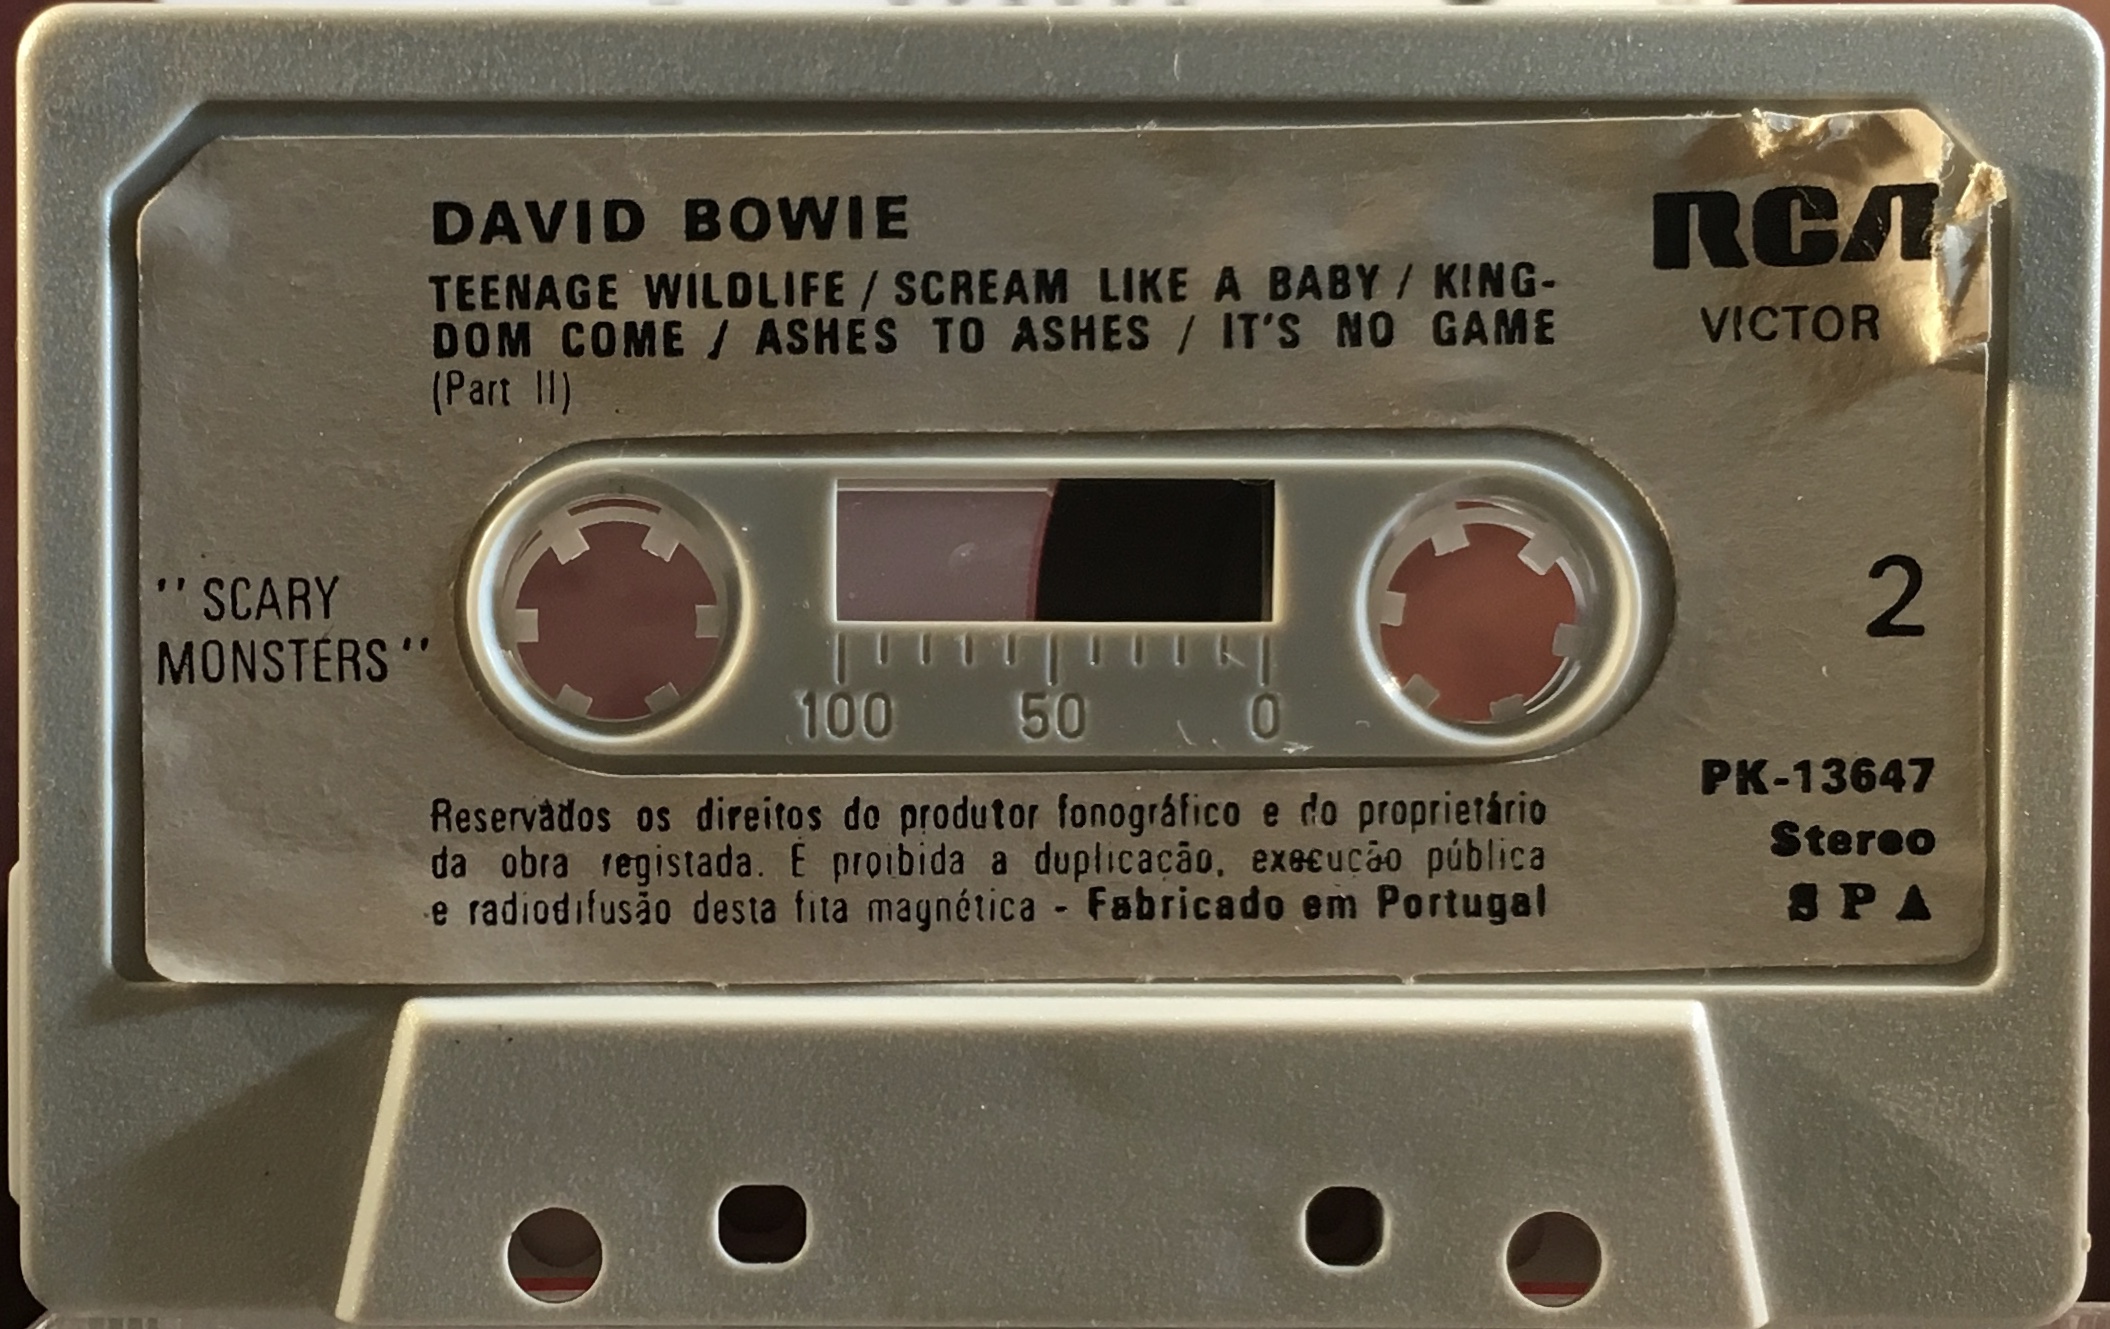 DAVID BOWIE
TEENAGE WILDLIFE / SCREAM LIKE A BABY / KING-
DOM COME / ASHES TO ASHES / IT'S NO GAME
(Part II)
RCA
VICTOR
''SCARY
MONSTERS''
100 50 0
2
PK-13647
Stereo
SPA
Reservados os direitos do produtor fonográfico e do proprietário
da obra registada. É proibida a duplicação, execução pública
e radiodifusão desta fita magnética - Fabricado em Portugal